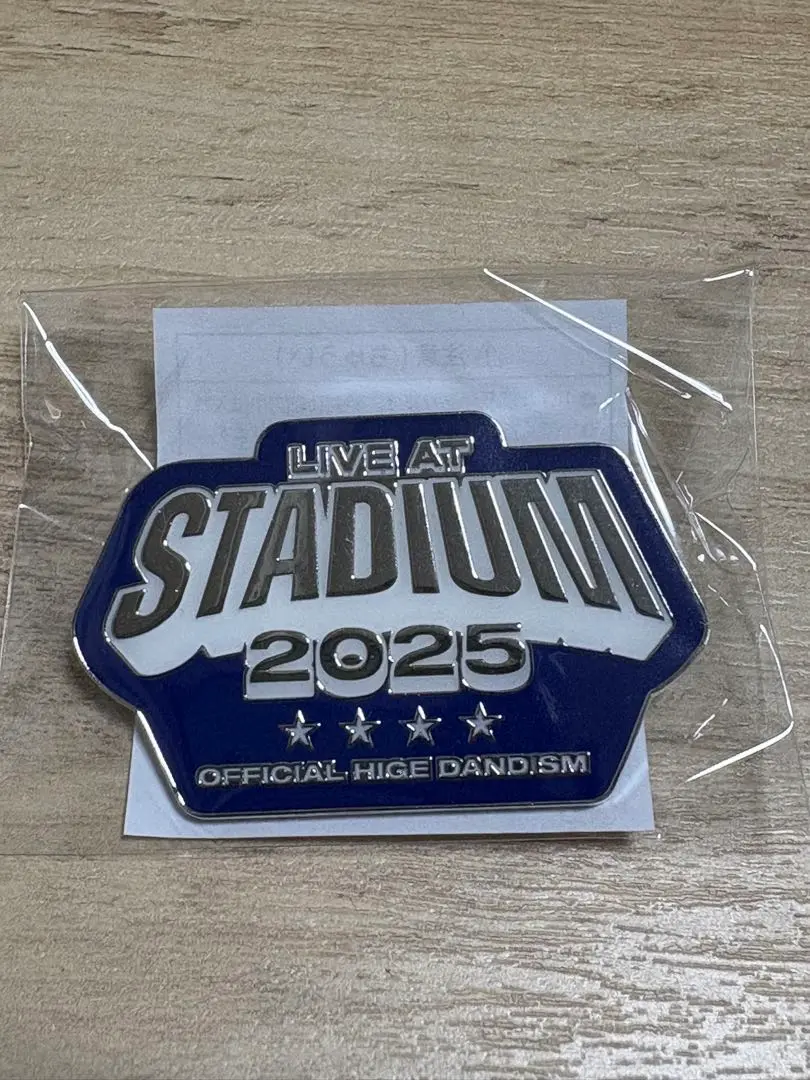 LIVE AT
STADIUM
2025
OFFICIAL HIGE DANDISM